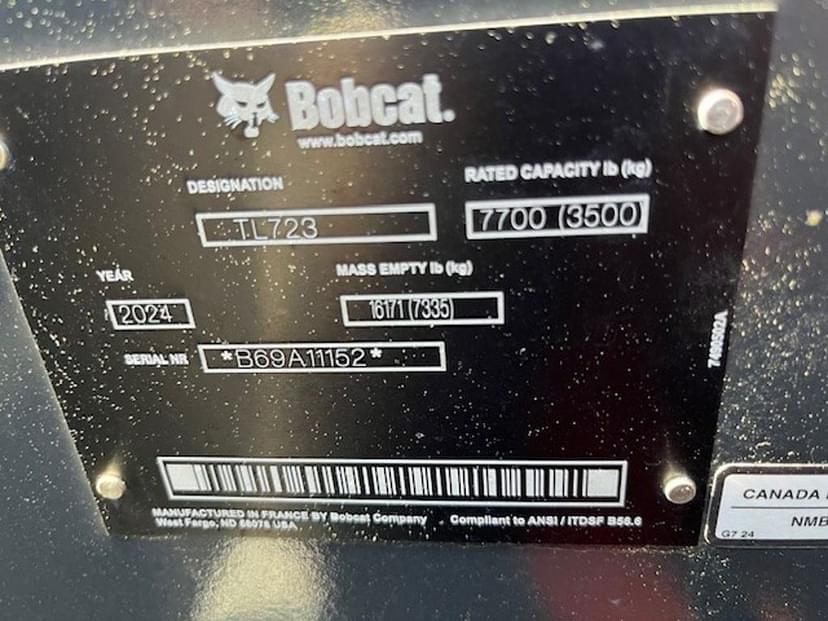 Bobcat.
www.bobcat.com
DESIGNATION
RATED CAPACITY lb (kg)
TL723
7700 (3500)
YEAR
MASS EMPTY lb (kg)
2024
16171 (7335)
SERIAL NR
*B69A11152*
7469502A
MANUFACTURED IN FRANCE BY Bobcat Company
West Fargo, ND 58078 USA
Compliant to ANSI / ITDSF B56.6
CANADA
NMB
G7 24